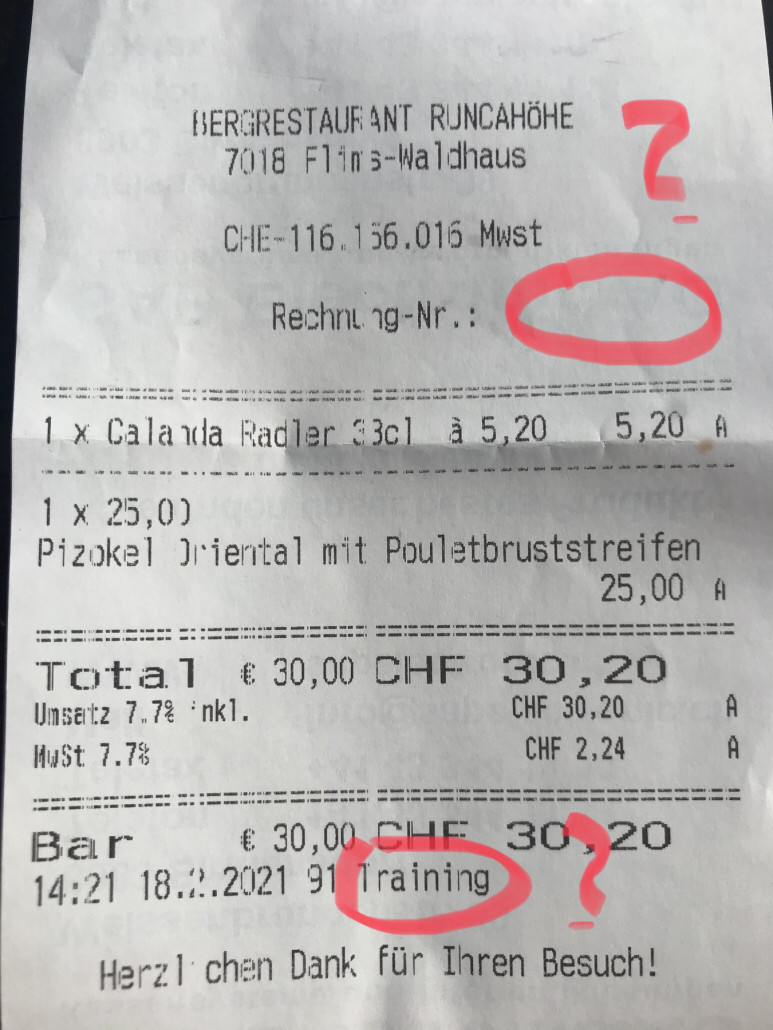 BERGRESTAURANT RUNCAHÖHE
7018 Flims-Waldhaus
CHE-116.156.016 Mwst
Rechnung-Nr.:
?
1 x Calanda Radler 33cl à 5,20 5,20 A
1 x 25,00
Pizokel Oriental mit Pouletbruststreifen
25,00 A
Total € 30,00 CHF 30,20
Umsatz 7.7% inkl. CHF 30,20 A
MwSt 7.7% CHF 2,24 A
Bar € 30,00 CHF 30,20
14:21 18.2.2021 91 Training
?
Herzlichen Dank für Ihren Besuch!